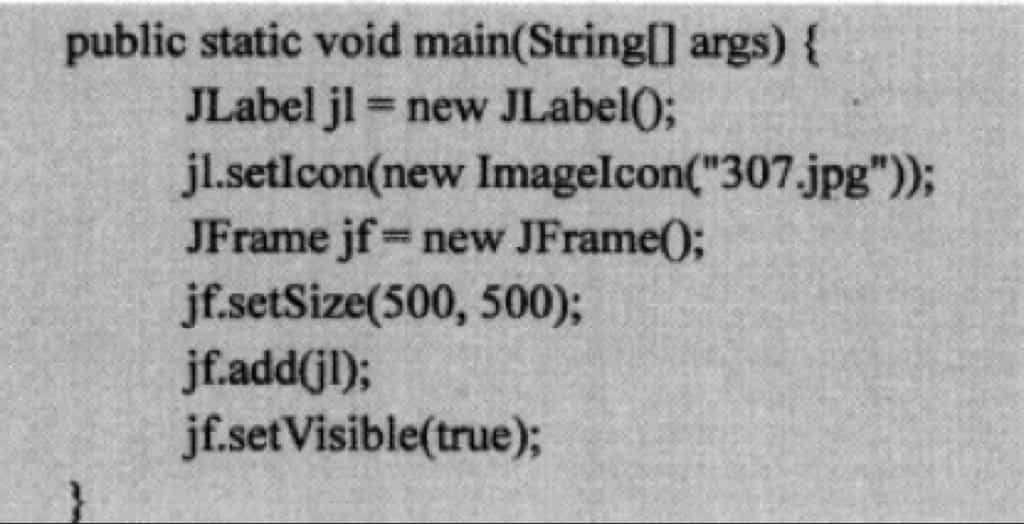 public static void main(String[] args) {
JLabel jl = new JLabel();
jl.setIcon(new ImageIcon("307.jpg"));
JFrame jf = new JFrame();
jf.setSize(500, 500);
jf.add(jl);
jf.setVisible(true);
}